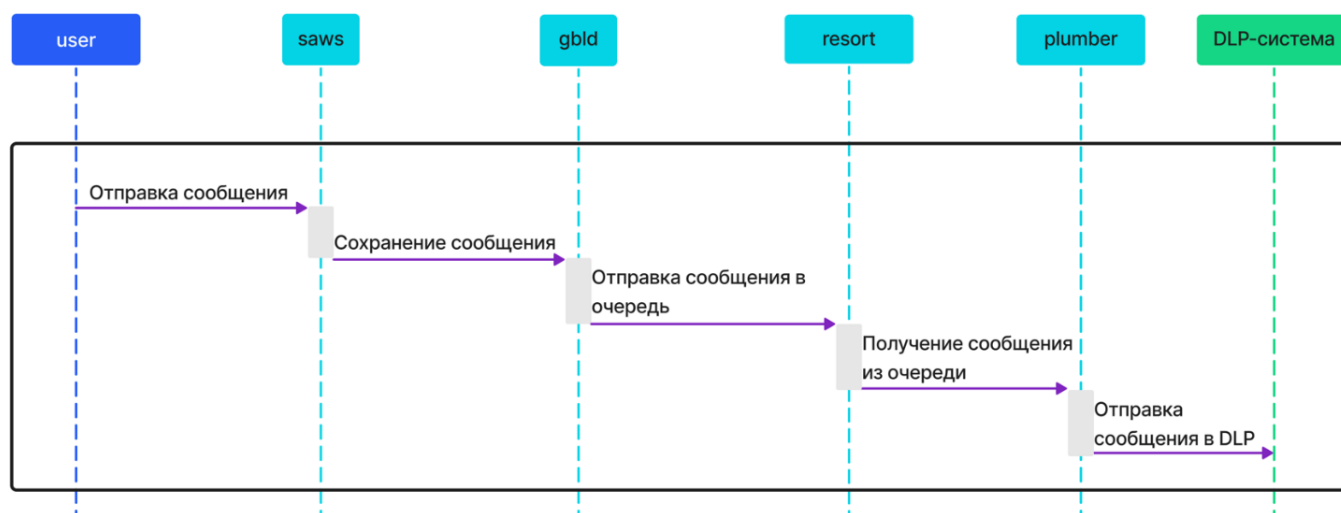 user
saws
gbld
resort
plumber
DLP-система
Отправка сообщения
Сохранение сообщения
Отправка сообщения в
очередь
Получение сообщения
из очереди
Отправка
сообщения в DLP